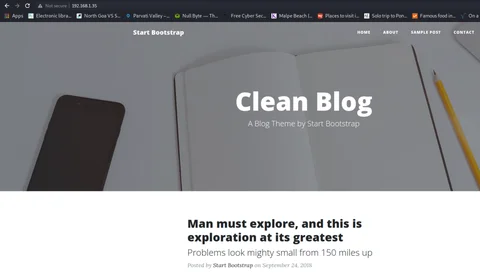 Not secure | 192.168.1.35
Apps Electronic librar... North Goa VS S... Parvati Valley –... Null Byte — Th... Free Cyber Sec... Malpe Beach (... Places to visit i... Side trip to Pon... Famous food in... On a
Start Bootstrap HOME ABOUT SAMPLE POST CONTACT
Clean Blog
A Blog Theme by Start Bootstrap
Man must explore, and this is
exploration at its greatest
Problems look mighty small from 150 miles up
Posted by Start Bootstrap on September 24, 2018